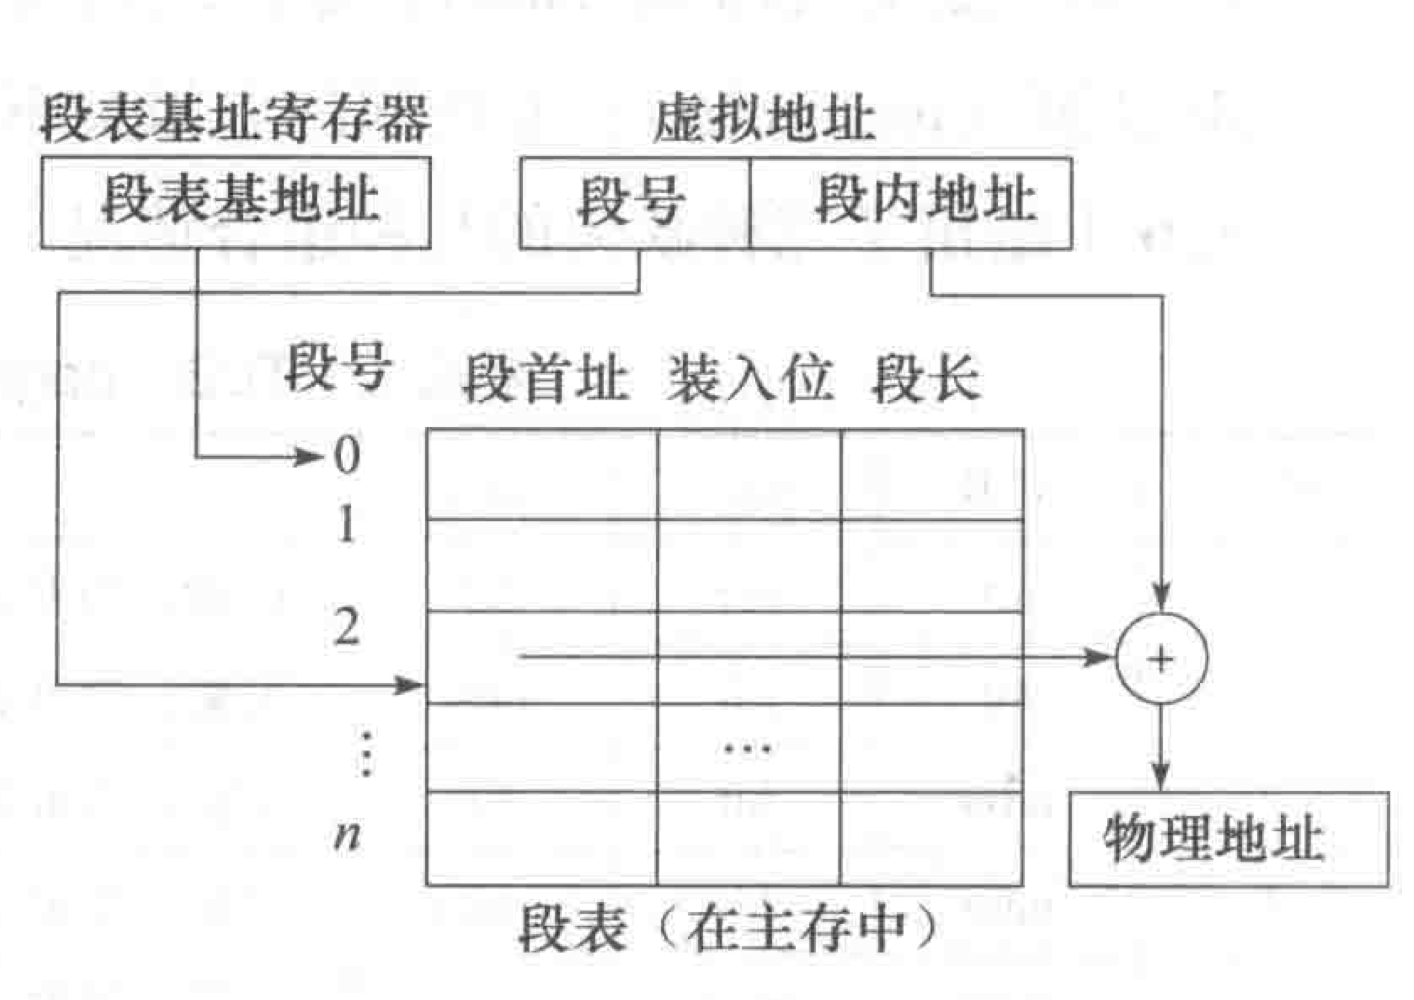 段表基址寄存器
虚拟地址
段表基地址
段号
段内地址
段号
段首址
装入位
段长
0
1
2
+
⋮
…
n
物理地址
段表（在主存中）